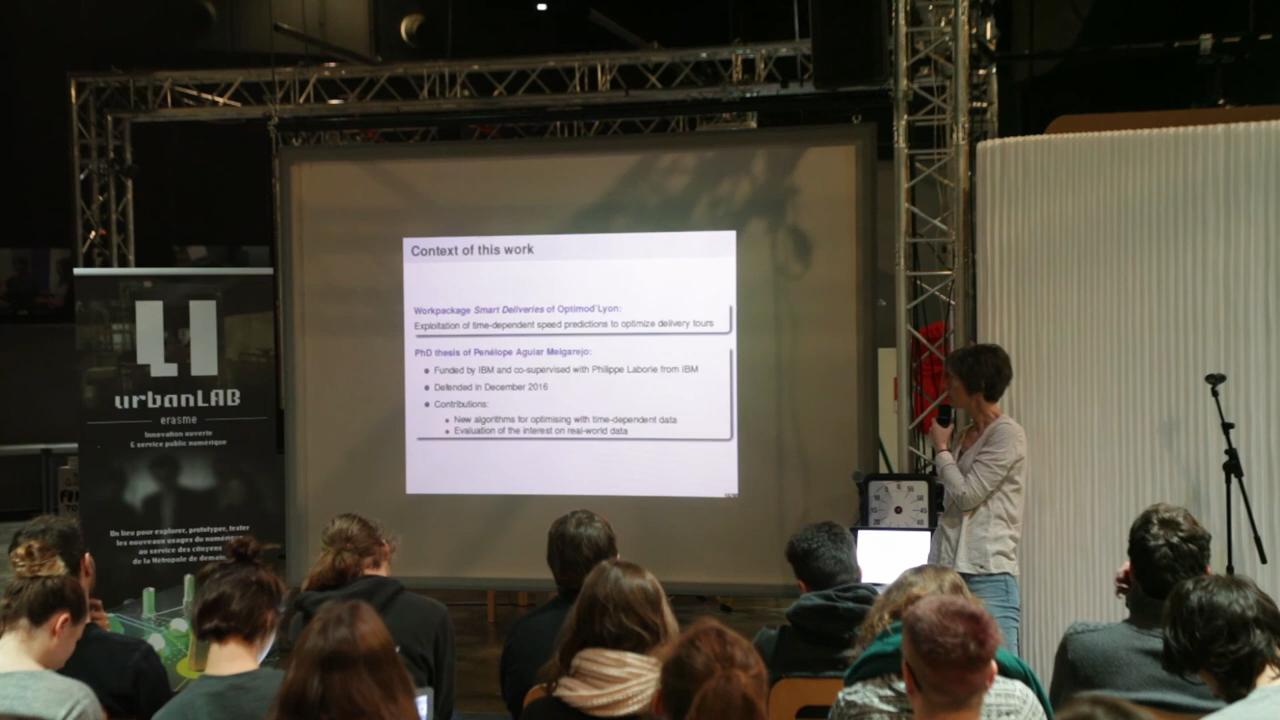 Context of this work
Workpackage Smart Deliveries of Optimod'Lyon:
Exploitation of time-dependent speed predictions to optimize delivery tours
PhD thesis of Penélope Aguiar Melgarejo:
Funded by IBM and co-supervised with Philippe Laborie from IBM
Defended in December 2016
Contributions:
New algorithms for optimising with time-dependent data
Evaluation of the interest on real-world data
urbanLAB
erasme
Innovation ouverte
& service public numérique
Un lieu pour explorer, prototyper, tester
les nouveaux usages du numérique
au service des citoyens
de la Métropole de demain